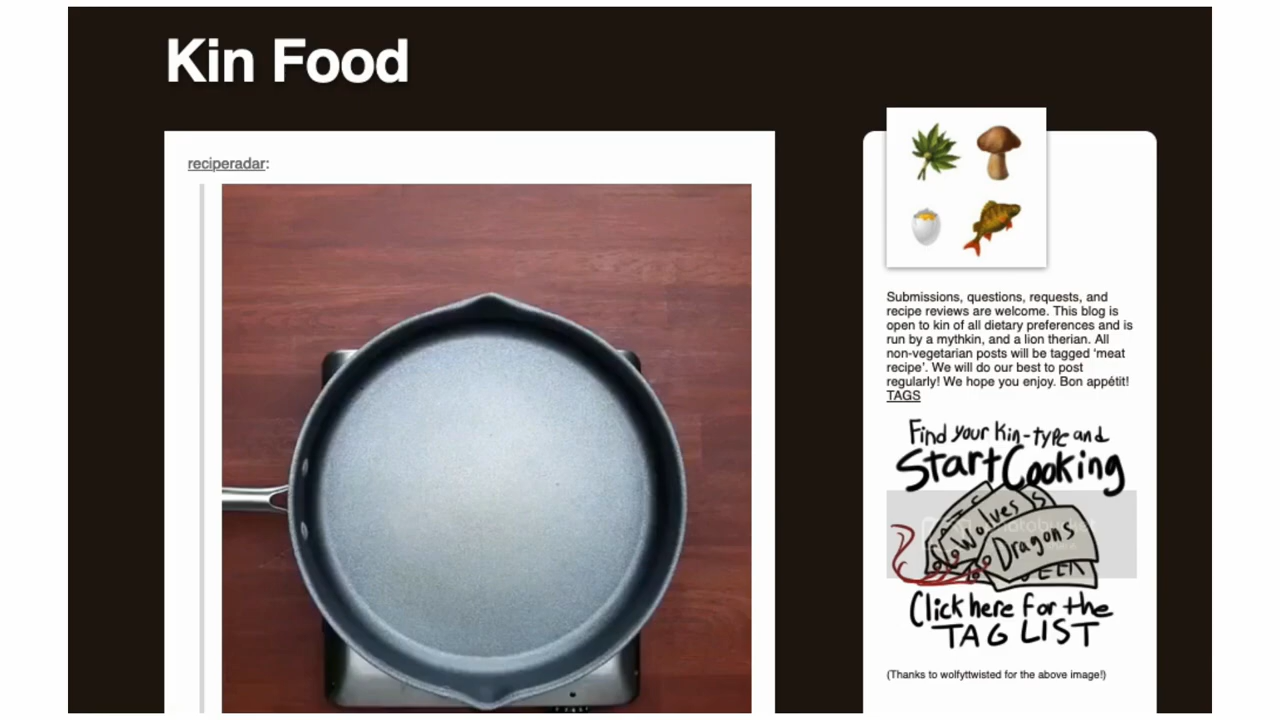 Kin Food
reciperadar:
Submissions, questions, requests, and
recipe reviews are welcome. This blog is
open to kin of all dietary preferences and is
run by a mythkin, and a lion therian. All
non-vegetarian posts will be tagged ‘meat
recipe’. We will do our best to post
regularly! We hope you enjoy. Bon appétit!
TAGS
Find your Kin-type and
Start Cooking
Wolves
Dragons
Click here for the
TAG LIST
(Thanks to wolfyttwisted for the above image!)